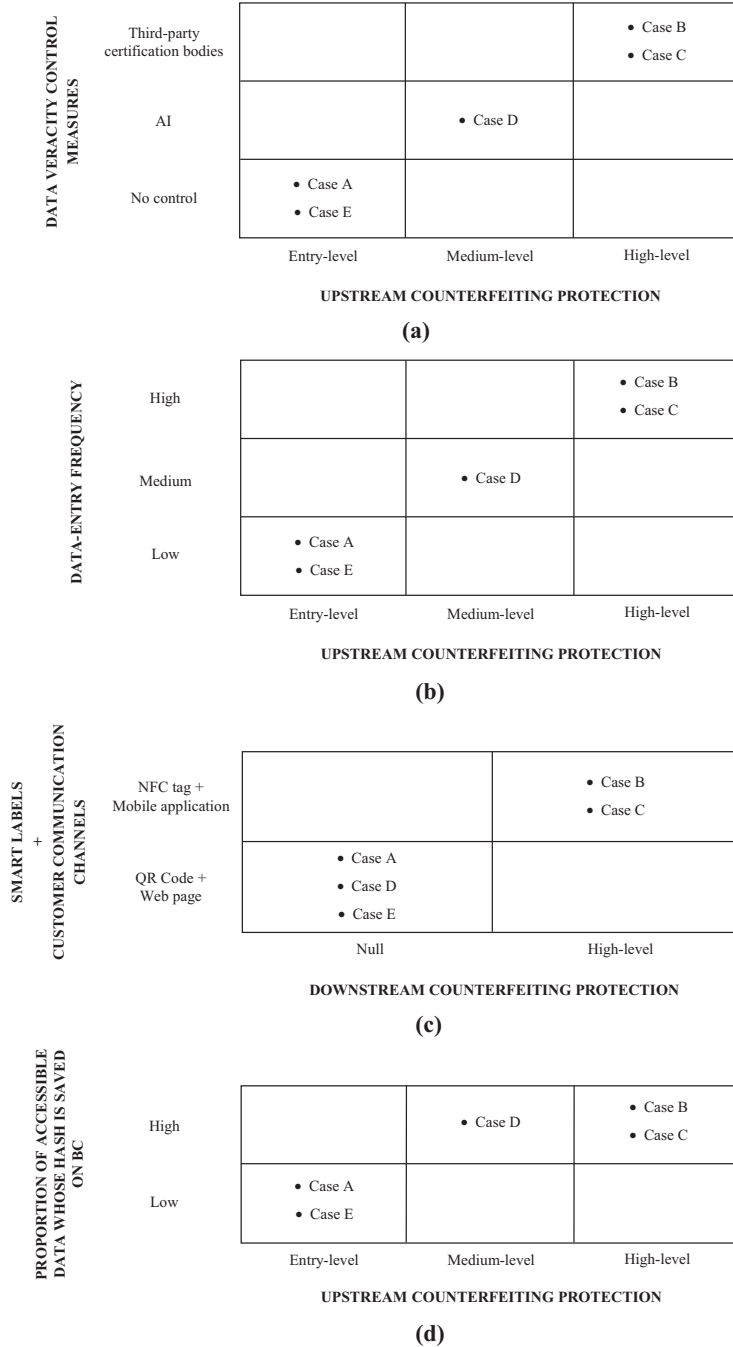 DATA VERACITY CONTROL
MEASURES
Third-party
certification bodies
AI
No control
• Case B
• Case C
• Case D
• Case A
• Case E
Entry-level
Medium-level
High-level
UPSTREAM COUNTERFEITING PROTECTION
(a)
DATA-ENTRY FREQUENCY
High
Medium
Low
• Case B
• Case C
• Case D
• Case A
• Case E
Entry-level
Medium-level
High-level
UPSTREAM COUNTERFEITING PROTECTION
(b)
SMART LABELS
+
CUSTOMER COMMUNICATION
CHANNELS
NFC tag +
Mobile application
QR Code +
Web page
• Case B
• Case C
• Case A
• Case D
• Case E
Null
High-level
DOWNSTREAM COUNTERFEITING PROTECTION
(c)
PROPORTION OF ACCESSIBLE
DATA WHOSE HASH IS SAVED
ON BC
High
Low
• Case D
• Case B
• Case C
• Case A
• Case E
Entry-level
Medium-level
High-level
UPSTREAM COUNTERFEITING PROTECTION
(d)